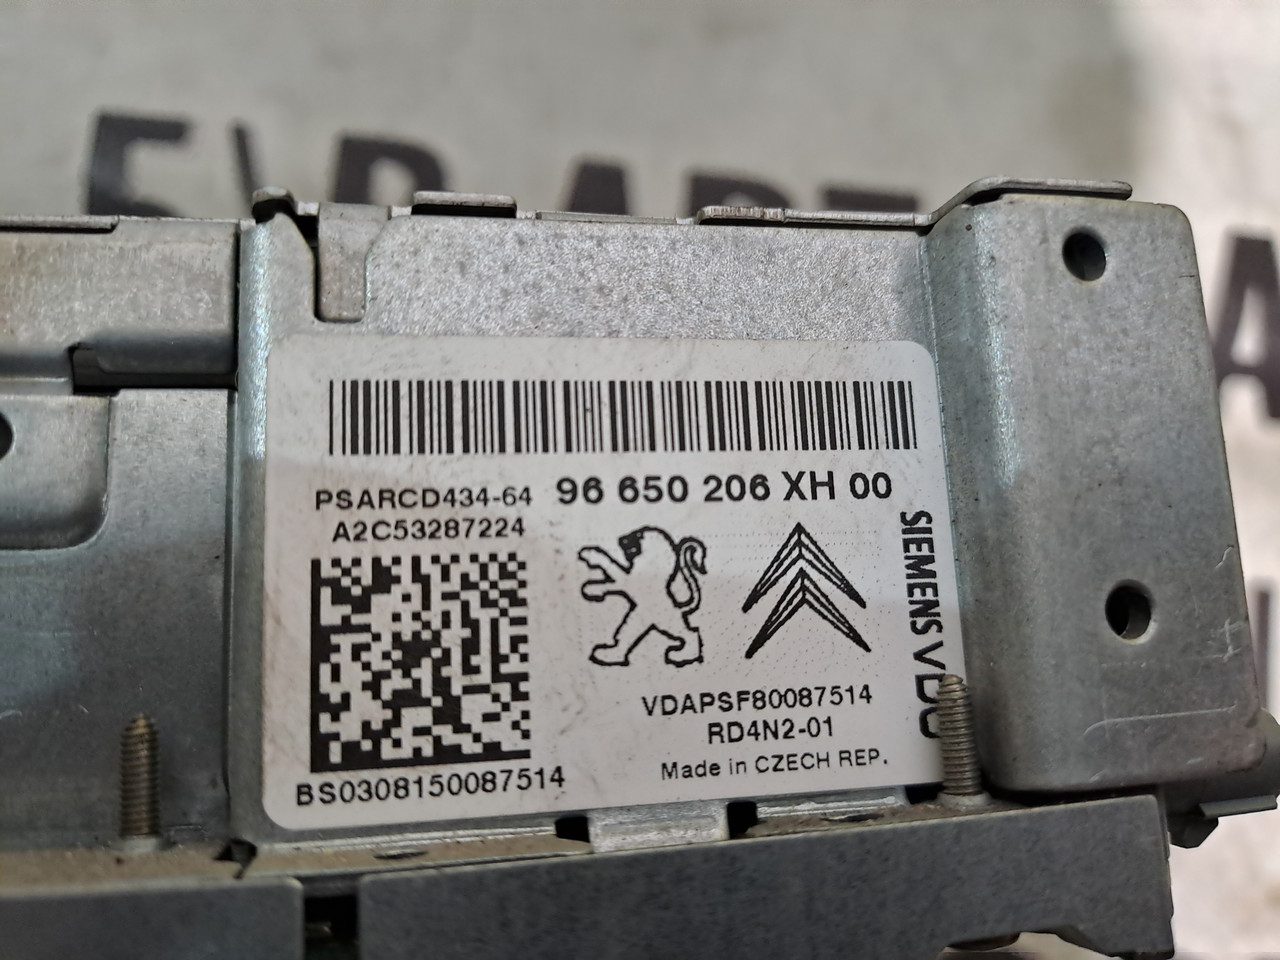 PSARCD434-64 96 650 206 XH 00
A2C53287224
SIEMENS VDO
VDAPSF80087514
RD4N2-01
Made in CZECH REP.
BS0308150087514